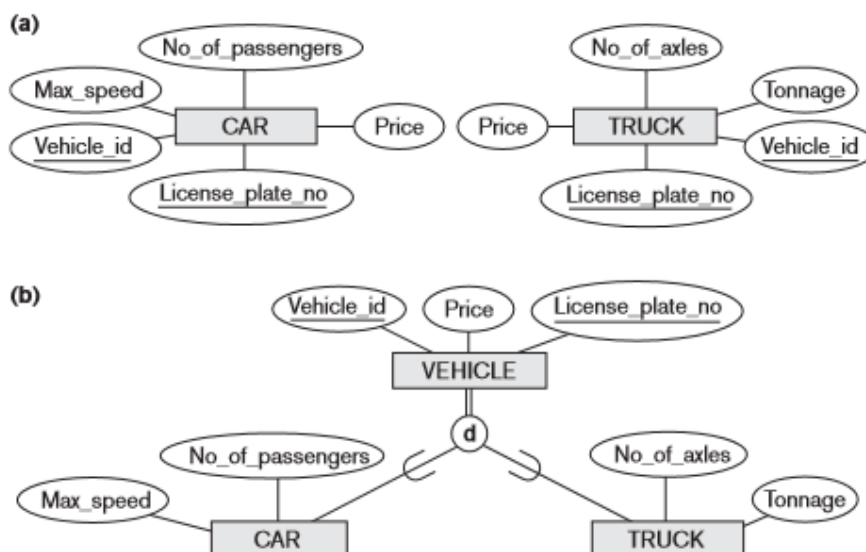 (a)
No_of_passengers
No_of_axles
Max_speed
Tonnage
CAR
Price
Price
TRUCK
Vehicle_id
Vehicle_id
License_plate_no
License_plate_no
(b)
Vehicle_id
Price
License_plate_no
VEHICLE
d
No_of_passengers
No_of_axles
Max_speed
Tonnage
CAR
TRUCK